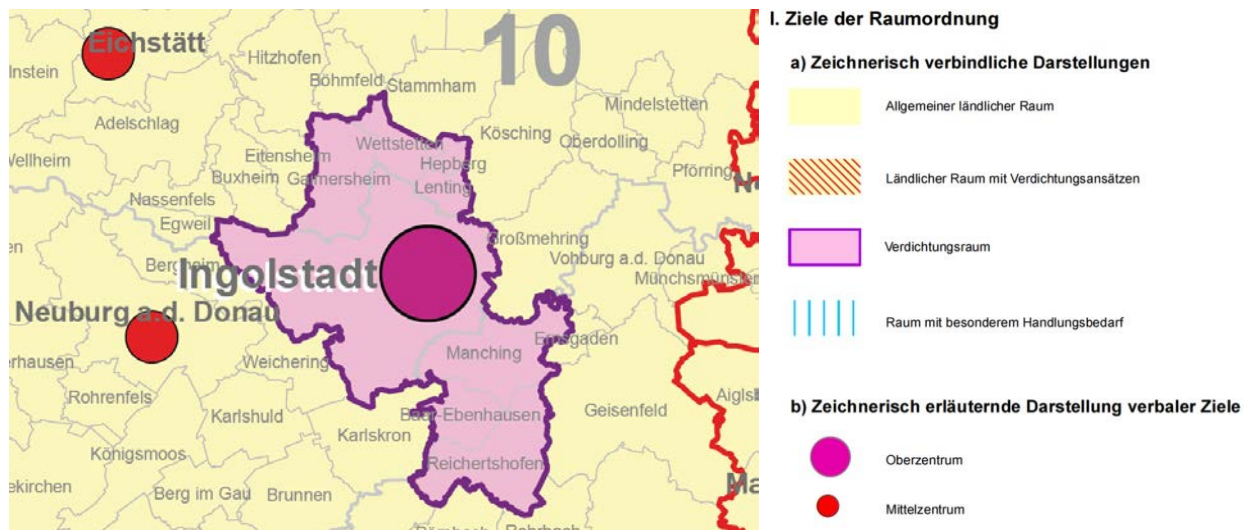 Eichstätt
10
Hitzhofen
Böhmfeld
Stammham
Mindelstetten
Adelschlag
Kösching
Oberdolling
Wettstetten
Eitensheim
Hepberg
Buxheim
Gaimersheim
Lenting
Pförring
Nassenfels
Egweil
Großmehring
Bergheim
Vohburg a.d. Donau
Ingolstadt
Münchsmünster
Neuburg a.d. Donau
Ernsgaden
Manching
Weichering
Rohrenfels
Karlshuld
Baar-Ebenhausen
Geisenfeld
Karlskron
Königsmoos
Reichertshofen
Berg im Gau
Brunnen
I. Ziele der Raumordnung
a) Zeichnerisch verbindliche Darstellungen
Allgemeiner ländlicher Raum
Ländlicher Raum mit Verdichtungsansätzen
Verdichtungsraum
Raum mit besonderem Handlungsbedarf
b) Zeichnerisch erläuternde Darstellung verbaler Ziele
Oberzentrum
Mittelzentrum